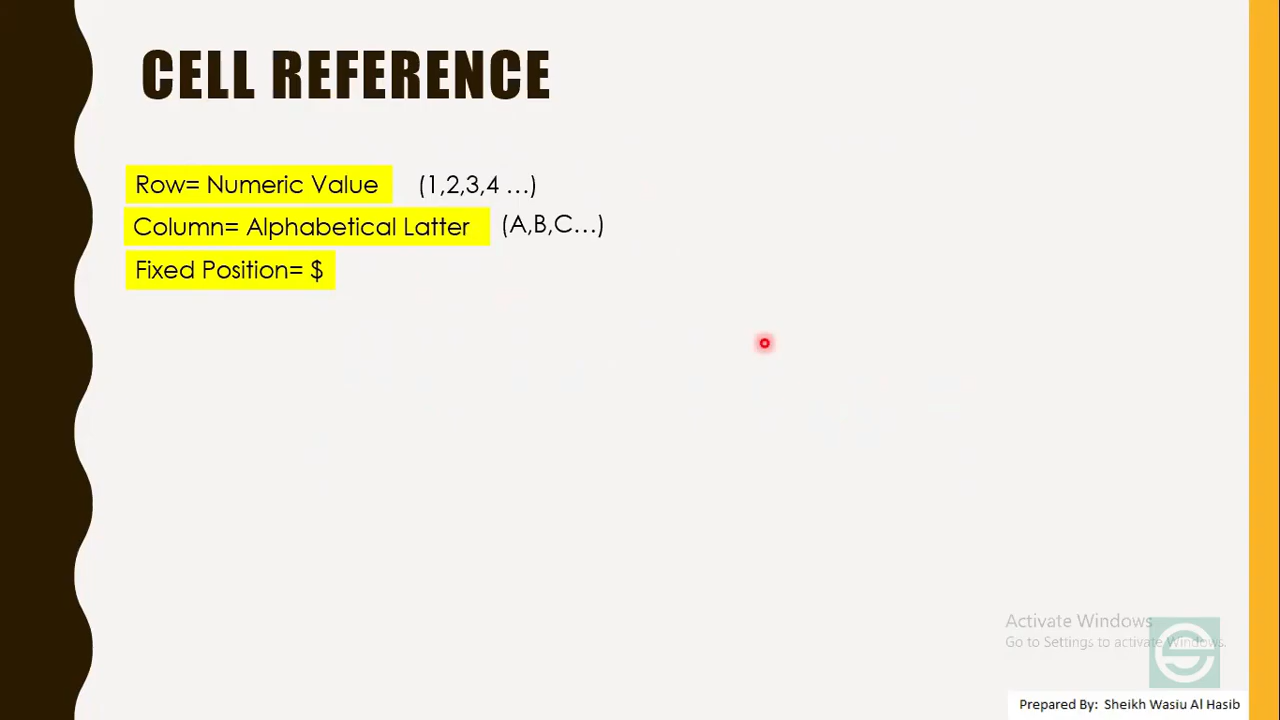 CELL REFERENCE
Row= Numeric Value (1,2,3,4 ...)
Column= Alphabetical Latter (A,B,C...)
Fixed Position= $
Activate Windows
Go to Settings to activate Windows.
Prepared By: Sheikh Wasiu Al Hasib